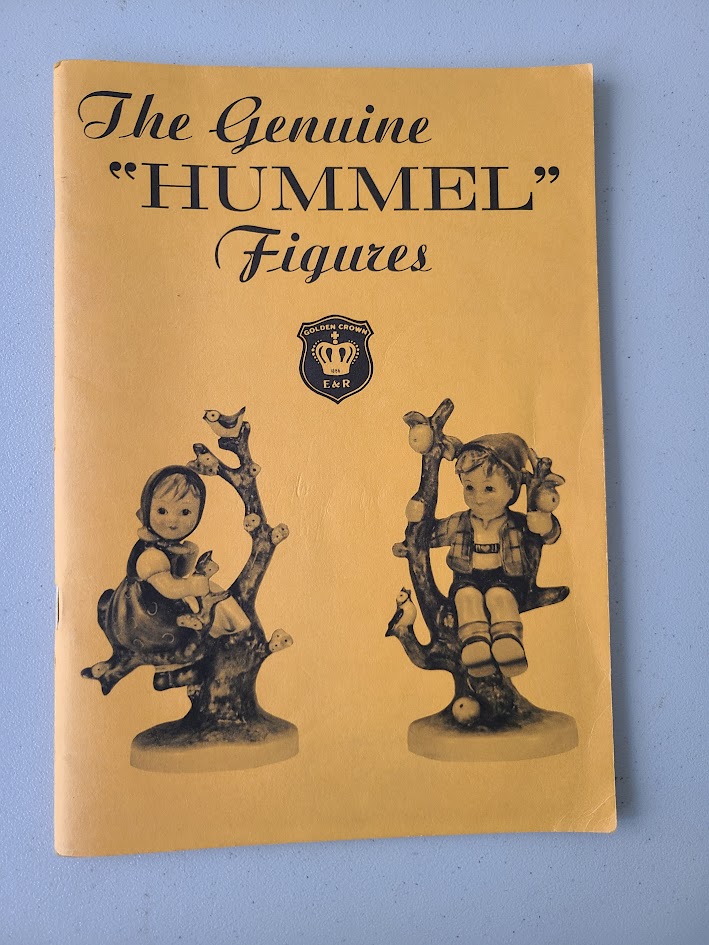 The Genuine
“HUMMEL”
Figures
GOLDEN CROWN
E & R